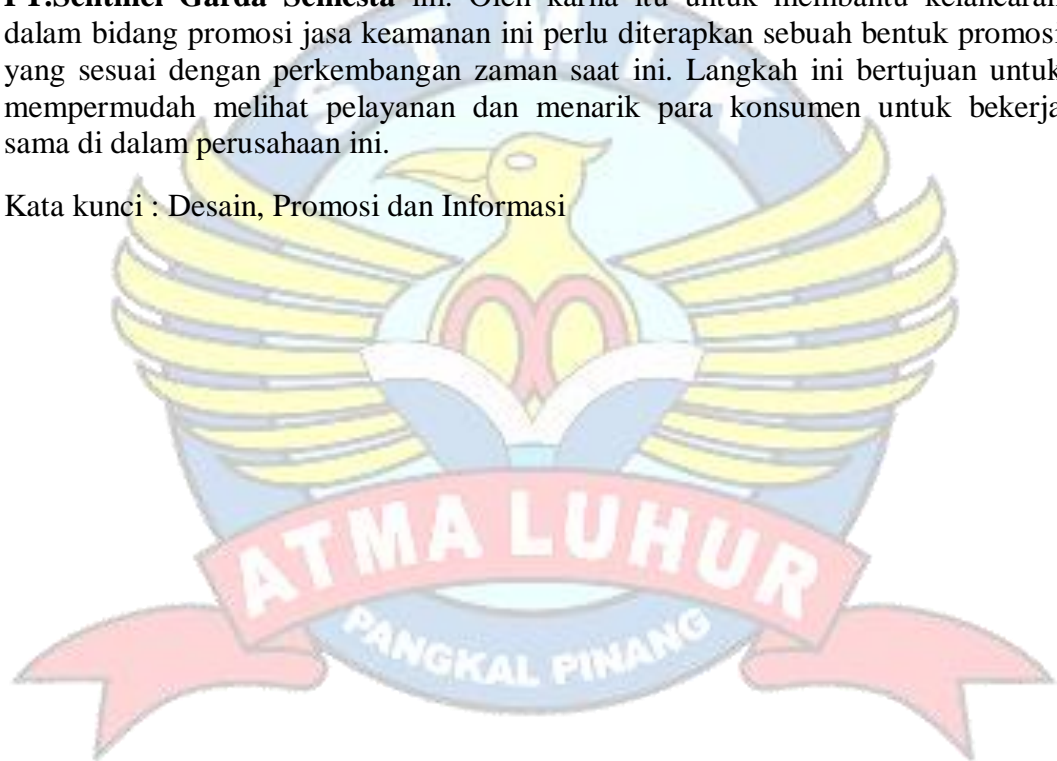 PT.Sentinel Garda Semesta ini. Oleh karna itu untuk membantu kelancaran
dalam bidang promosi jasa keamanan ini perlu diterapkan sebuah bentuk promosi
yang sesuai dengan perkembangan zaman saat ini. Langkah ini bertujuan untuk
mempermudah melihat pelayanan dan menarik para konsumen untuk bekerja
sama di dalam perusahaan ini.
Kata kunci : Desain, Promosi dan Informasi
STMIK
ATMA LUHUR
PANGKAL PINANG